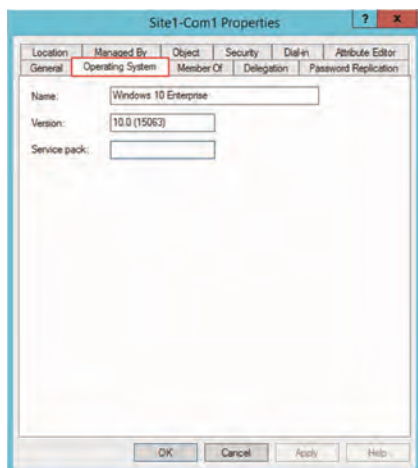 Site1-Com1 Properties
? x
Location Managed By Object Security Dial-in Attribute Editor
General Operating System Member Of Delegation Password Replication
Name: Windows 10 Enterprise
Version: 10.0 (15063)
Service pack:
OK Cancel Apply Help